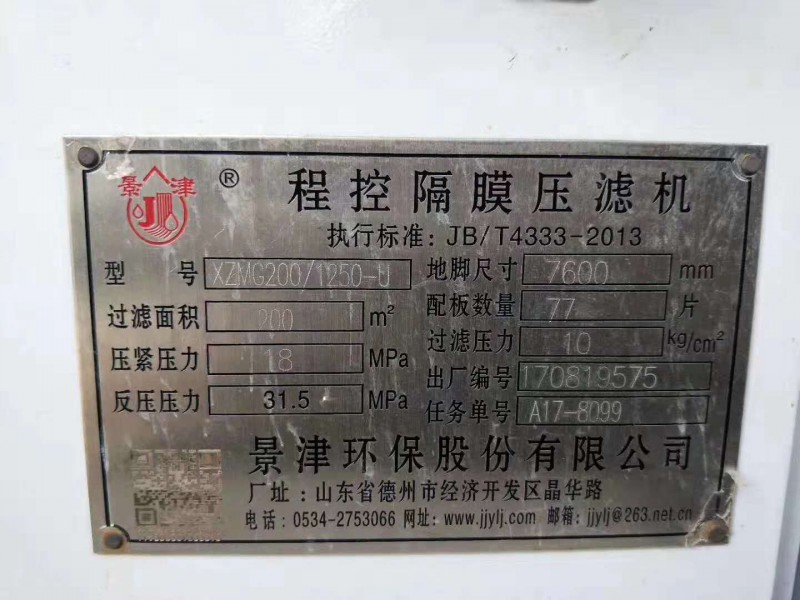 景津 ® 程控隔膜压滤机
执行标准：JB/T4333-2013
型 号 XZMG200/1250-U 地脚尺寸 7600 mm
过滤面积 200 m² 配板数量 77 片
压紧压力 18 MPa 过滤压力 10 kg/cm²
反压压力 31.5 MPa 出厂编号 170819575
任务单号 A17-8099
景津环保股份有限公司
厂址：山东省德州市经济开发区晶华路
电话：0534-2753066 网址：www.jjylj.com 邮箱：jjylj@263.net.cn